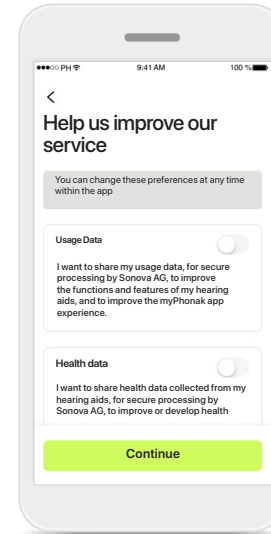 PH 9:41 AM 100 %
Help us improve our
service
You can change these preferences at any time
within the app
Usage Data
I want to share my usage data, for secure
processing by Sonova AG, to improve
the functions and features of my hearing
aids, and to improve the myPhonak app
experience.
Health data
I want to share health data collected from my
hearing aids, for secure processing by
Sonova AG, to improve or develop health
Continue